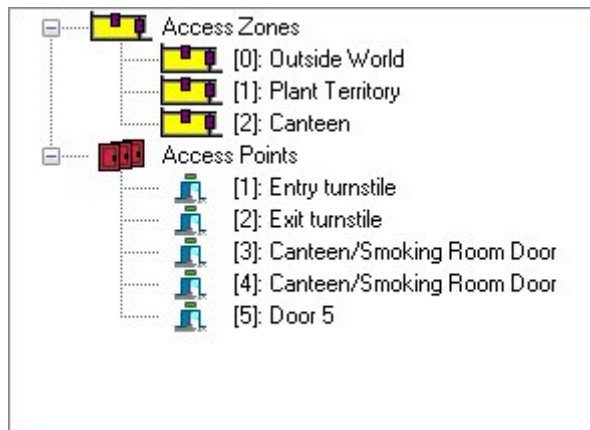 Access Zones
[0]: Outside World
[1]: Plant Territory
[2]: Canteen
Access Points
[1]: Entry turnstile
[2]: Exit turnstile
[3]: Canteen/Smoking Room Door
[4]: Canteen/Smoking Room Door
[5]: Door 5